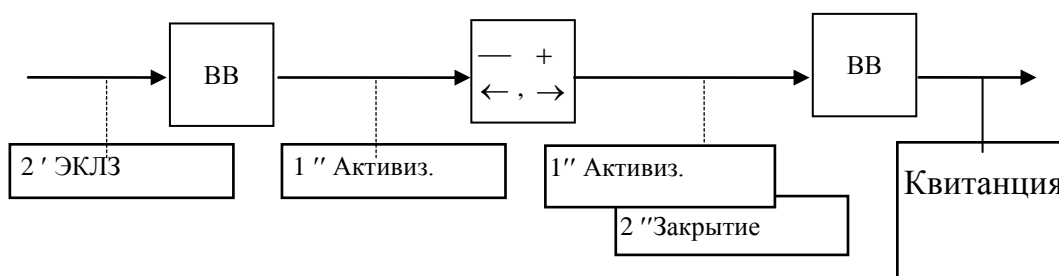 ВВ
— +
← , →
ВВ
2 ′ ЭКЛЗ
1 ′′ Активиз.
1′′ Активиз.
2 ′′Закрытие
Квитанция